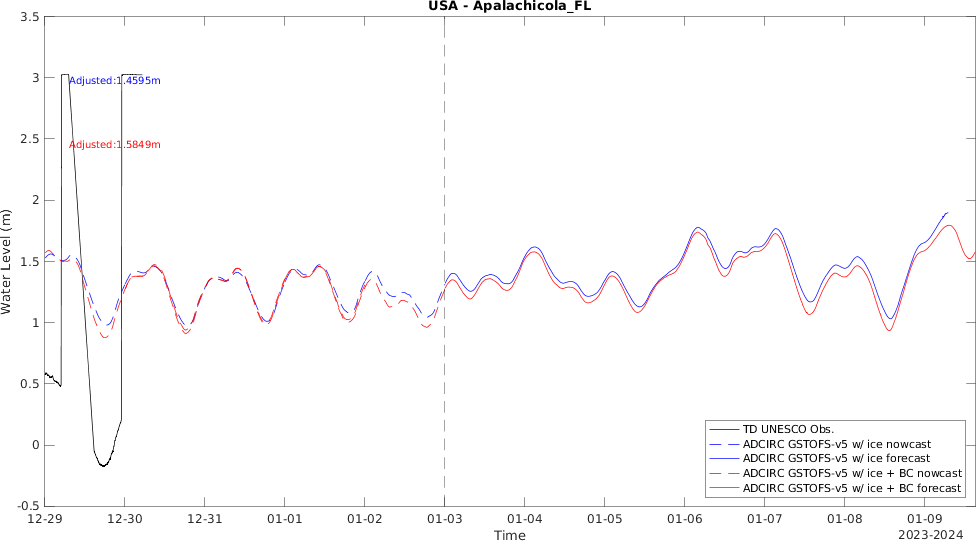 USA - Apalachicola_FL
3.5
3
2.5
2
1.5
1
0.5
0
-0.5
Water Level (m)
Adjusted:1.4595m
Adjusted:1.5849m
TD UNESCO Obs.
ADCIRC GSTOFS-v5 w/ ice nowcast
ADCIRC GSTOFS-v5 w/ ice forecast
ADCIRC GSTOFS-v5 w/ ice + BC nowcast
ADCIRC GSTOFS-v5 w/ ice + BC forecast
12-29 12-30 12-31 01-01 01-02 01-03 01-04 01-05 01-06 01-07 01-08 01-09
Time
2023-2024